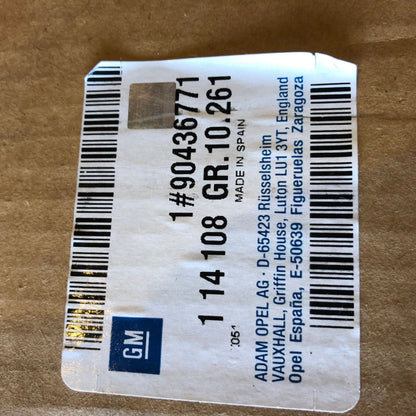 GM
1#90436771
1 14 108 GR.10.261
MADE IN SPAIN
ADAM OPEL AG · D-65423 Rüsselsheim
VAUXHALL, Griffin House, Luton LU1 3YT, England
Opel España, E-50639 Figueruelas Zaragoza